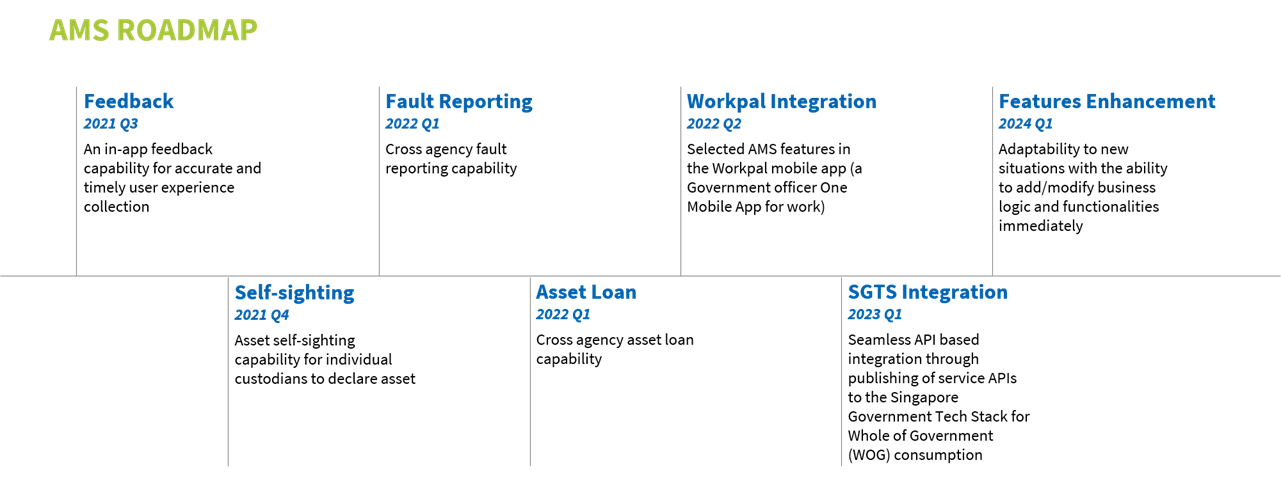 AMS ROADMAP
Feedback
2021 Q3
An in-app feedback
capability for accurate and
timely user experience
collection
Fault Reporting
2022 Q1
Cross agency fault
reporting capability
Workpal Integration
2022 Q2
Selected AMS features in
the Workpal mobile app (a
Government officer One
Mobile App for work)
Features Enhancement
2024 Q1
Adaptability to new
situations with the ability
to add/modify business
logic and functionalities
immediately
Self-sighting
2021 Q4
Asset self-sighting
capability for individual
custodians to declare asset
Asset Loan
2022 Q1
Cross agency asset loan
capability
SGTS Integration
2023 Q1
Seamless API based
integration through
publishing of service APIs
to the Singapore
Government Tech Stack for
Whole of Government
(WOG) consumption